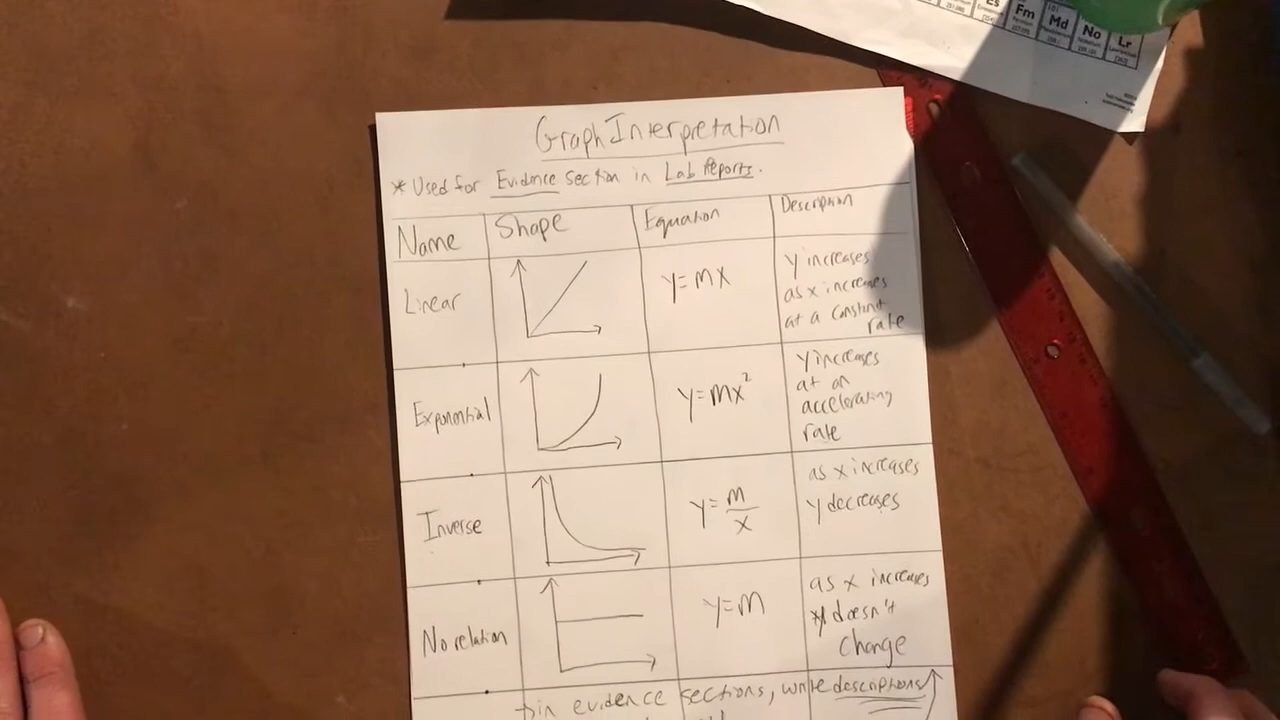 Fm
Md
No
Lr
Graph Interpretation
* Used for Evidence section in Lab Reports.
Name Shape Equation Description
Linear y=mx y increases
as x increases
at a constant
rate
Exponential y=mx² y increases
at an
accelerating
rate
Inverse y=m/x as x increases
y decreases
No relation y=m as x increases
y doesn't
change
in evidence sections, write descriptions